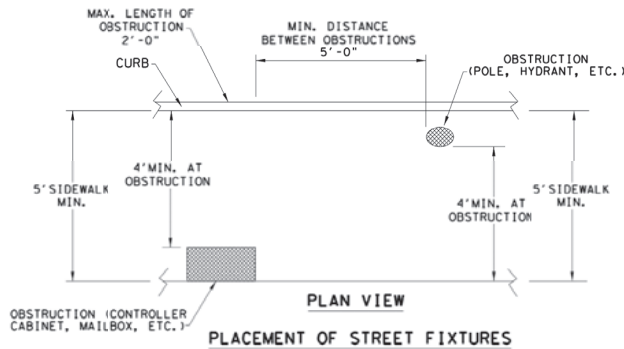 MAX. LENGTH OF
OBSTRUCTION
2'-0"
CURB
MIN. DISTANCE
BETWEEN OBSTRUCTIONS
5'-0"
OBSTRUCTION
(POLE, HYDRANT, ETC.)
5' SIDEWALK
MIN.
4' MIN. AT
OBSTRUCTION
4' MIN. AT
OBSTRUCTION
5' SIDEWALK
MIN.
OBSTRUCTION (CONTROLLER
CABINET, MAILBOX, ETC.)
PLAN VIEW
PLACEMENT OF STREET FIXTURES